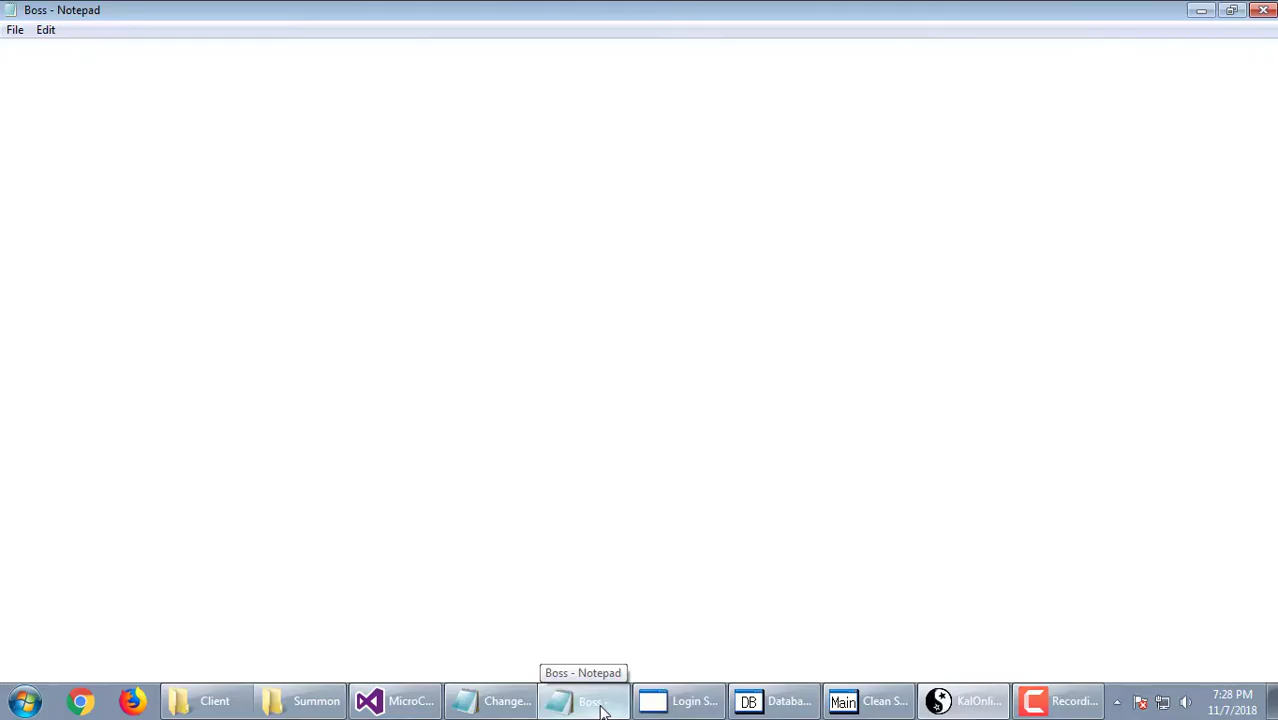 Boss - Notepad
File Edit
Boss - Notepad
Client
Summon
MicroC...
Change...
Boss -
Login S...
DB
Databa...
Main
Clean S...
KalOnli...
Recordi...
7:28 PM
11/7/2018